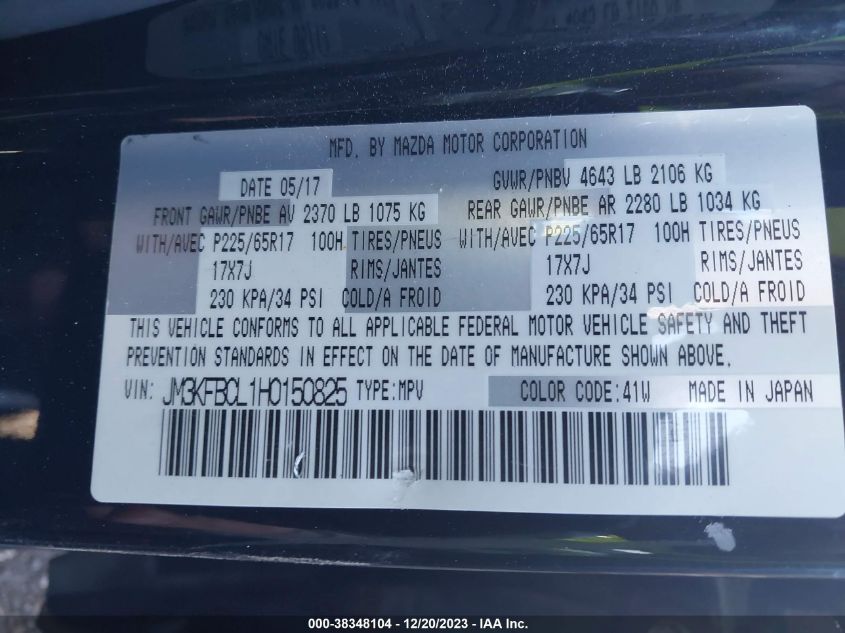 MFD. BY MAZDA MOTOR CORPORATION
DATE 05/17 GVWR/PNBV 4643 LB 2106 KG
FRONT GAWR/PNBE AV 2370 LB 1075 KG REAR GAWR/PNBE AR 2280 LB 1034 KG
WITH/AVEC P225/65R17 100H TIRES/PNEUS WITH/AVEC P225/65R17 100H TIRES/PNEUS
17X7J RIMS/JANTES 17X7J RIMS/JANTES
230 KPA/34 PSI COLD/A FROID 230 KPA/34 PSI COLD/A FROID
THIS VEHICLE CONFORMS TO ALL APPLICABLE FEDERAL MOTOR VEHICLE SAFETY AND THEFT
PREVENTION STANDARDS IN EFFECT ON THE DATE OF MANUFACTURE SHOWN ABOVE.
VIN: JM3KFBCL1H0150825 TYPE:MPV COLOR CODE:41W MADE IN JAPAN
000-38348104 - 12/20/2023 - IAA Inc.